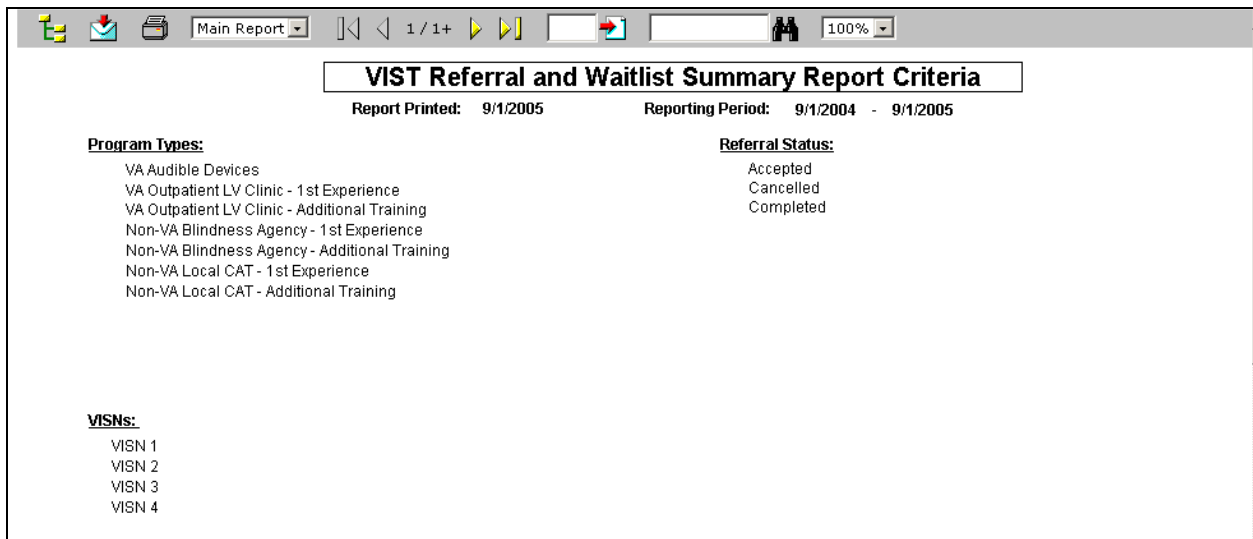 Main Report 1 / 1+ 100%
VIST Referral and Waitlist Summary Report Criteria
Report Printed: 9/1/2005 Reporting Period: 9/1/2004 - 9/1/2005
Program Types: Referral Status:
VA Audible Devices Accepted
VA Outpatient LV Clinic - 1st Experience Cancelled
VA Outpatient LV Clinic - Additional Training Completed
Non-VA Blindness Agency - 1st Experience
Non-VA Blindness Agency - Additional Training
Non-VA Local CAT - 1st Experience
Non-VA Local CAT - Additional Training
VISNs:
VISN 1
VISN 2
VISN 3
VISN 4